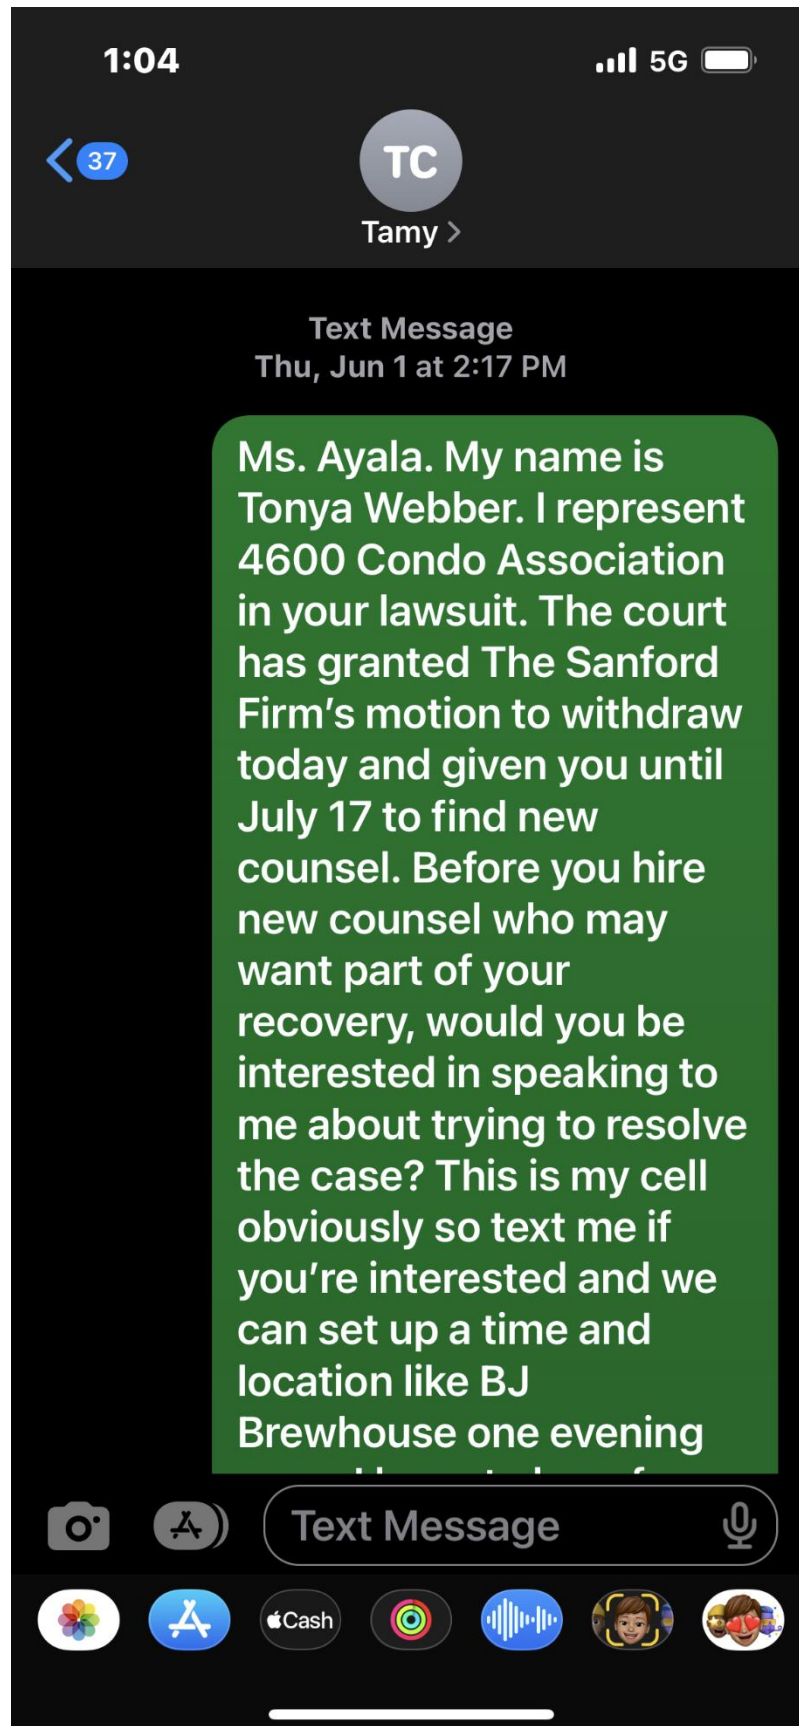 1:04
5G
37
TC
Tamy >
Text Message
Thu, Jun 1 at 2:17 PM
Ms. Ayala. My name is
Tonya Webber. I represent
4600 Condo Association
in your lawsuit. The court
has granted The Sanford
Firm’s motion to withdraw
today and given you until
July 17 to find new
counsel. Before you hire
new counsel who may
want part of your
recovery, would you be
interested in speaking to
me about trying to resolve
the case? This is my cell
obviously so text me if
you’re interested and we
can set up a time and
location like BJ
Brewhouse one evening
Text Message
Cash